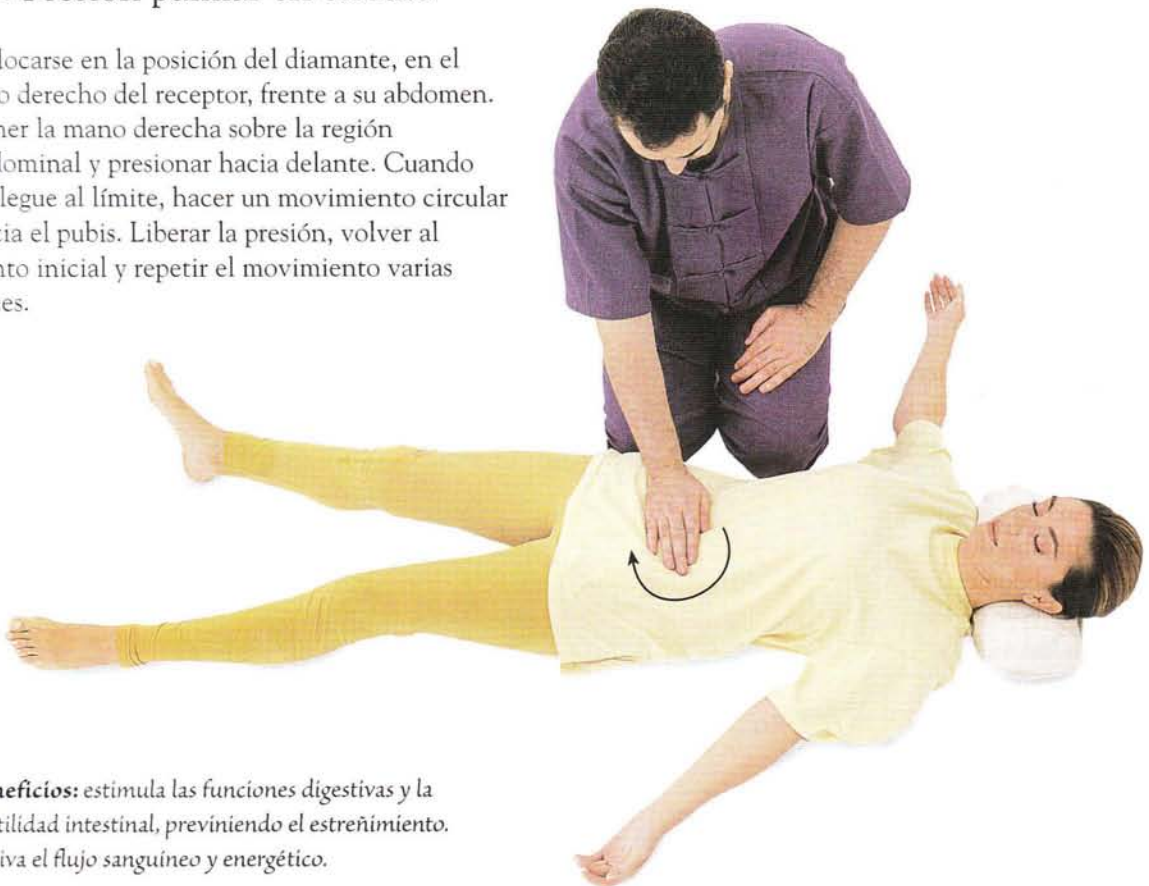 palmar
locarse en la posición del diamante, en el
o derecho del receptor, frente a su abdomen.
ner la mano derecha sobre la región
dominal y presionar hacia delante. Cuando
legue al límite, hacer un movimiento circular
ia el pubis. Liberar la presión, volver al
nto inicial y repetir el movimiento varias
es.
neficios: estimula las funciones digestivas y la
tilidad intestinal, previniendo el estreñimiento.
iva el flujo sanguíneo y energético.